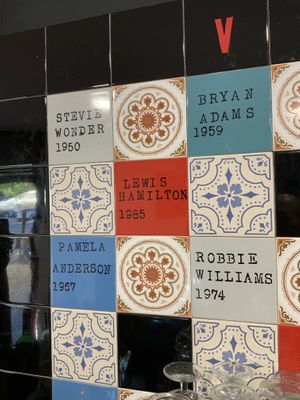 V
STEVIE
WONDER
1950
BRYAN
ADAMS
1959
LEWIS
HAMILTON
1985
PAMELA
ANDERSON
1967
ROBBIE
WILLIAMS
1974